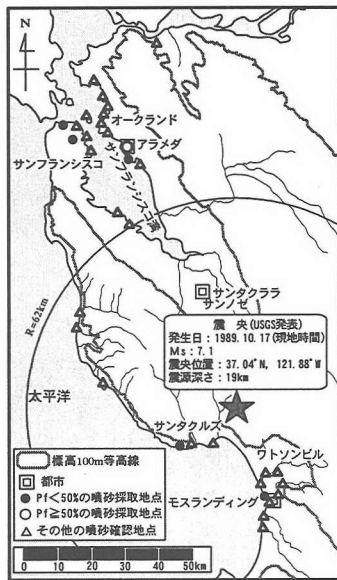 N
オークランド
アラメダ
サンフランシスコ
サンフランシスコ湾
サンタクララ
サンノゼ
R=62km
震 央(USGS発表)
発生日:1989.10.17(現地時間)
Ms:7.1
震央位置:37.04°N, 121.88°W
震源深さ:19km
太平洋
サンタクルズ
ワトソンビル
モスランディング
標高100m等高線
都市
Pf<50%の噴砂採取地点
Pf≧50%の噴砂採取地点
その他の噴砂確認地点
0 10 20 30 40 50km